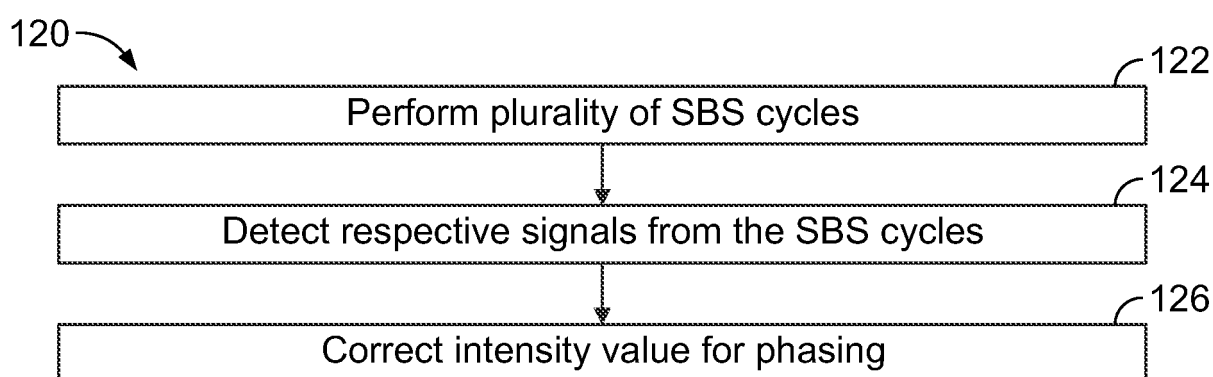 120
122
Perform plurality of SBS cycles
124
Detect respective signals from the SBS cycles
126
Correct intensity value for phasing